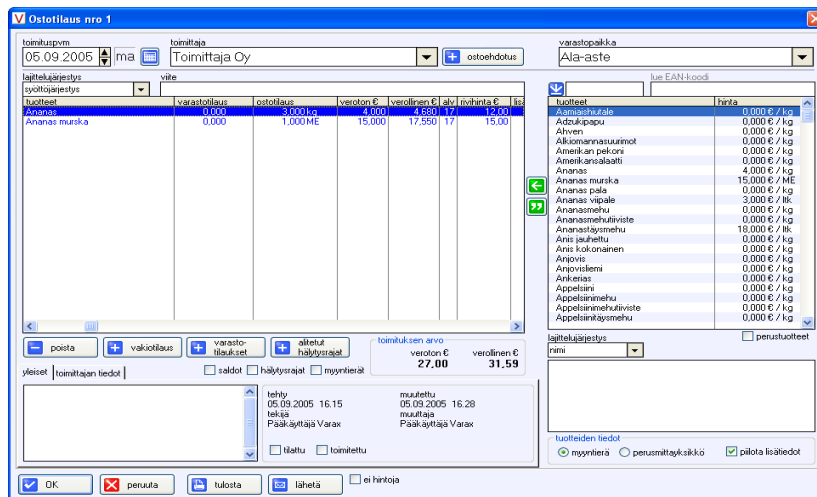 Ostotilaus nro 1
toimituspvm toimittaja varastopaikka
05.09.2005 ma Toimittaja Oy ostoehdotus Ala-aste
lajittelujärjestys viite lue EAN-koodi
syöttöjärjestys
tuotteet varastotilaus ostotilaus veroton € verollinen € alv rivihinta € lisä
Ananas 0,000 3,000 kg 4,000 4,680 17 12,00
Ananas murska 0,000 1,000 ME 15,000 17,550 17 15,00
tuotteet hinta
Aamiaishiutale 0,000 € / kg
Adzukipapu 0,000 € / kg
Ahven 0,000 € / kg
Alkiomannasuurimot 0,000 € / kg
Amerikan pekoni 0,000 € / kg
Amerikansalaatti 0,000 € / kg
Ananas 4,000 € / kg
Ananas murska 15,000 € / ME
Ananas pala 0,000 € / kg
Ananas viipale 3,000 € / ltk
Ananasmehu 0,000 € / kg
Ananasmehutiiviste 0,000 € / kg
Ananastäysmehu 18,000 € / ltk
Anis jauhettu 0,000 € / kg
Anis kokonainen 0,000 € / kg
Anjovis 0,000 € / kg
Anjovisliemi 0,000 € / kg
Ankerias 0,000 € / kg
Appelsiini 0,000 € / kg
Appelsiinimehu 0,000 € / kg
Appelsiinimehutiiviste 0,000 € / kg
Appelsiinitäysmehu 0,000 € / kg
poista vakiotilaus varasto-tilaukset alitetut hälytysrajat
toimituksen arvo
veroton € verollinen €
27,00 31,59
lajittelujärjestys perustuotteet
nimi
yleiset toimittajan tiedot saldot hälytysrajat myyntierät
tehty muutettu
05.09.2005 16.15 05.09.2005 16.28
tekijä muuttaja
Pääkäyttäjä Varax Pääkäyttäjä Varax
tilattu toimitettu
tuotteiden tiedot
myyntierä perusmittayksikkö piilota lisätiedot
OK peruuta tulosta lähetä ei hintoja